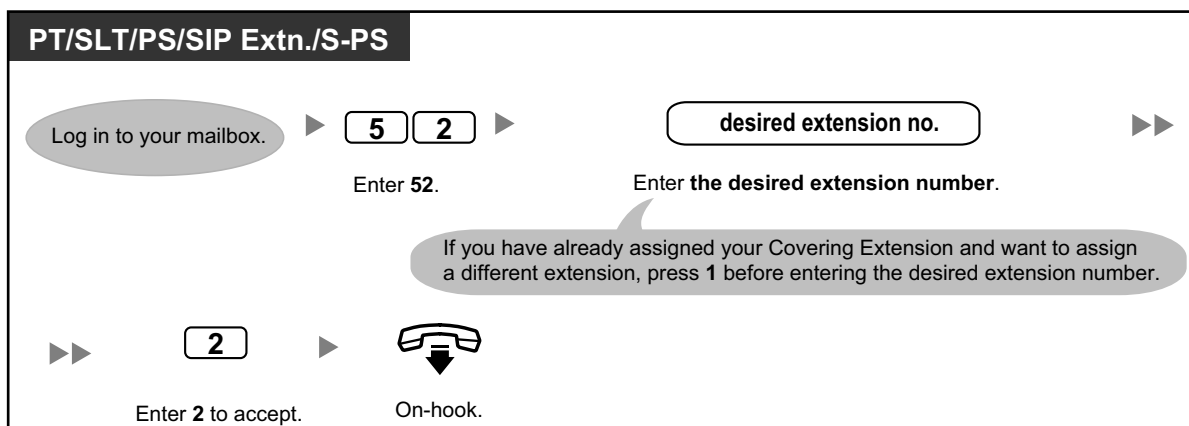 PT/SLT/PS/SIP Extn./S-PS
Log in to your mailbox.
5 2
desired extension no.
Enter 52.
Enter the desired extension number.
If you have already assigned your Covering Extension and want to assign
a different extension, press 1 before entering the desired extension number.
2
Enter 2 to accept.
On-hook.